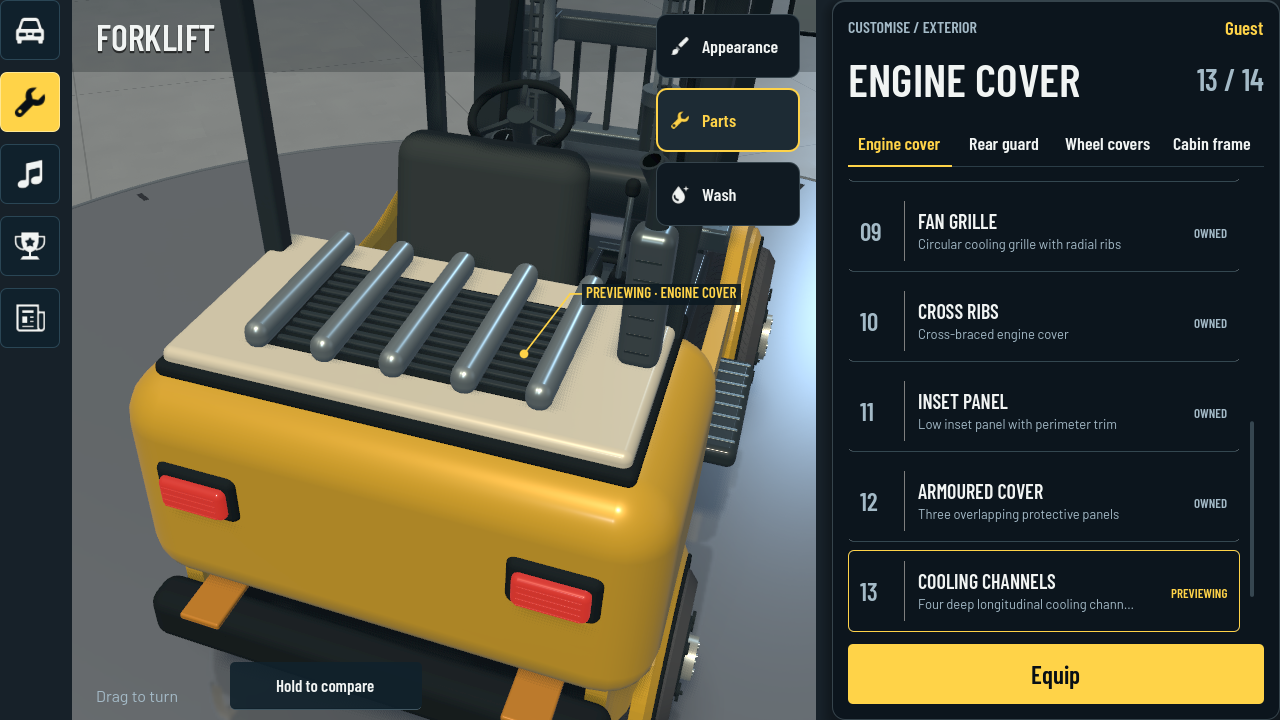 FORKLIFT
Appearance
Parts
Wash
PREVIEWING · ENGINE COVER
Drag to turn
Hold to compare
CUSTOMISE / EXTERIOR
Guest
ENGINE COVER
13 / 14
Engine cover
Rear guard
Wheel covers
Cabin frame
09
FAN GRILLE
Circular cooling grille with radial ribs
OWNED
10
CROSS RIBS
Cross-braced engine cover
OWNED
11
INSET PANEL
Low inset panel with perimeter trim
OWNED
12
ARMOURED COVER
Three overlapping protective panels
OWNED
13
COOLING CHANNELS
Four deep longitudinal cooling chann...
PREVIEWING
Equip